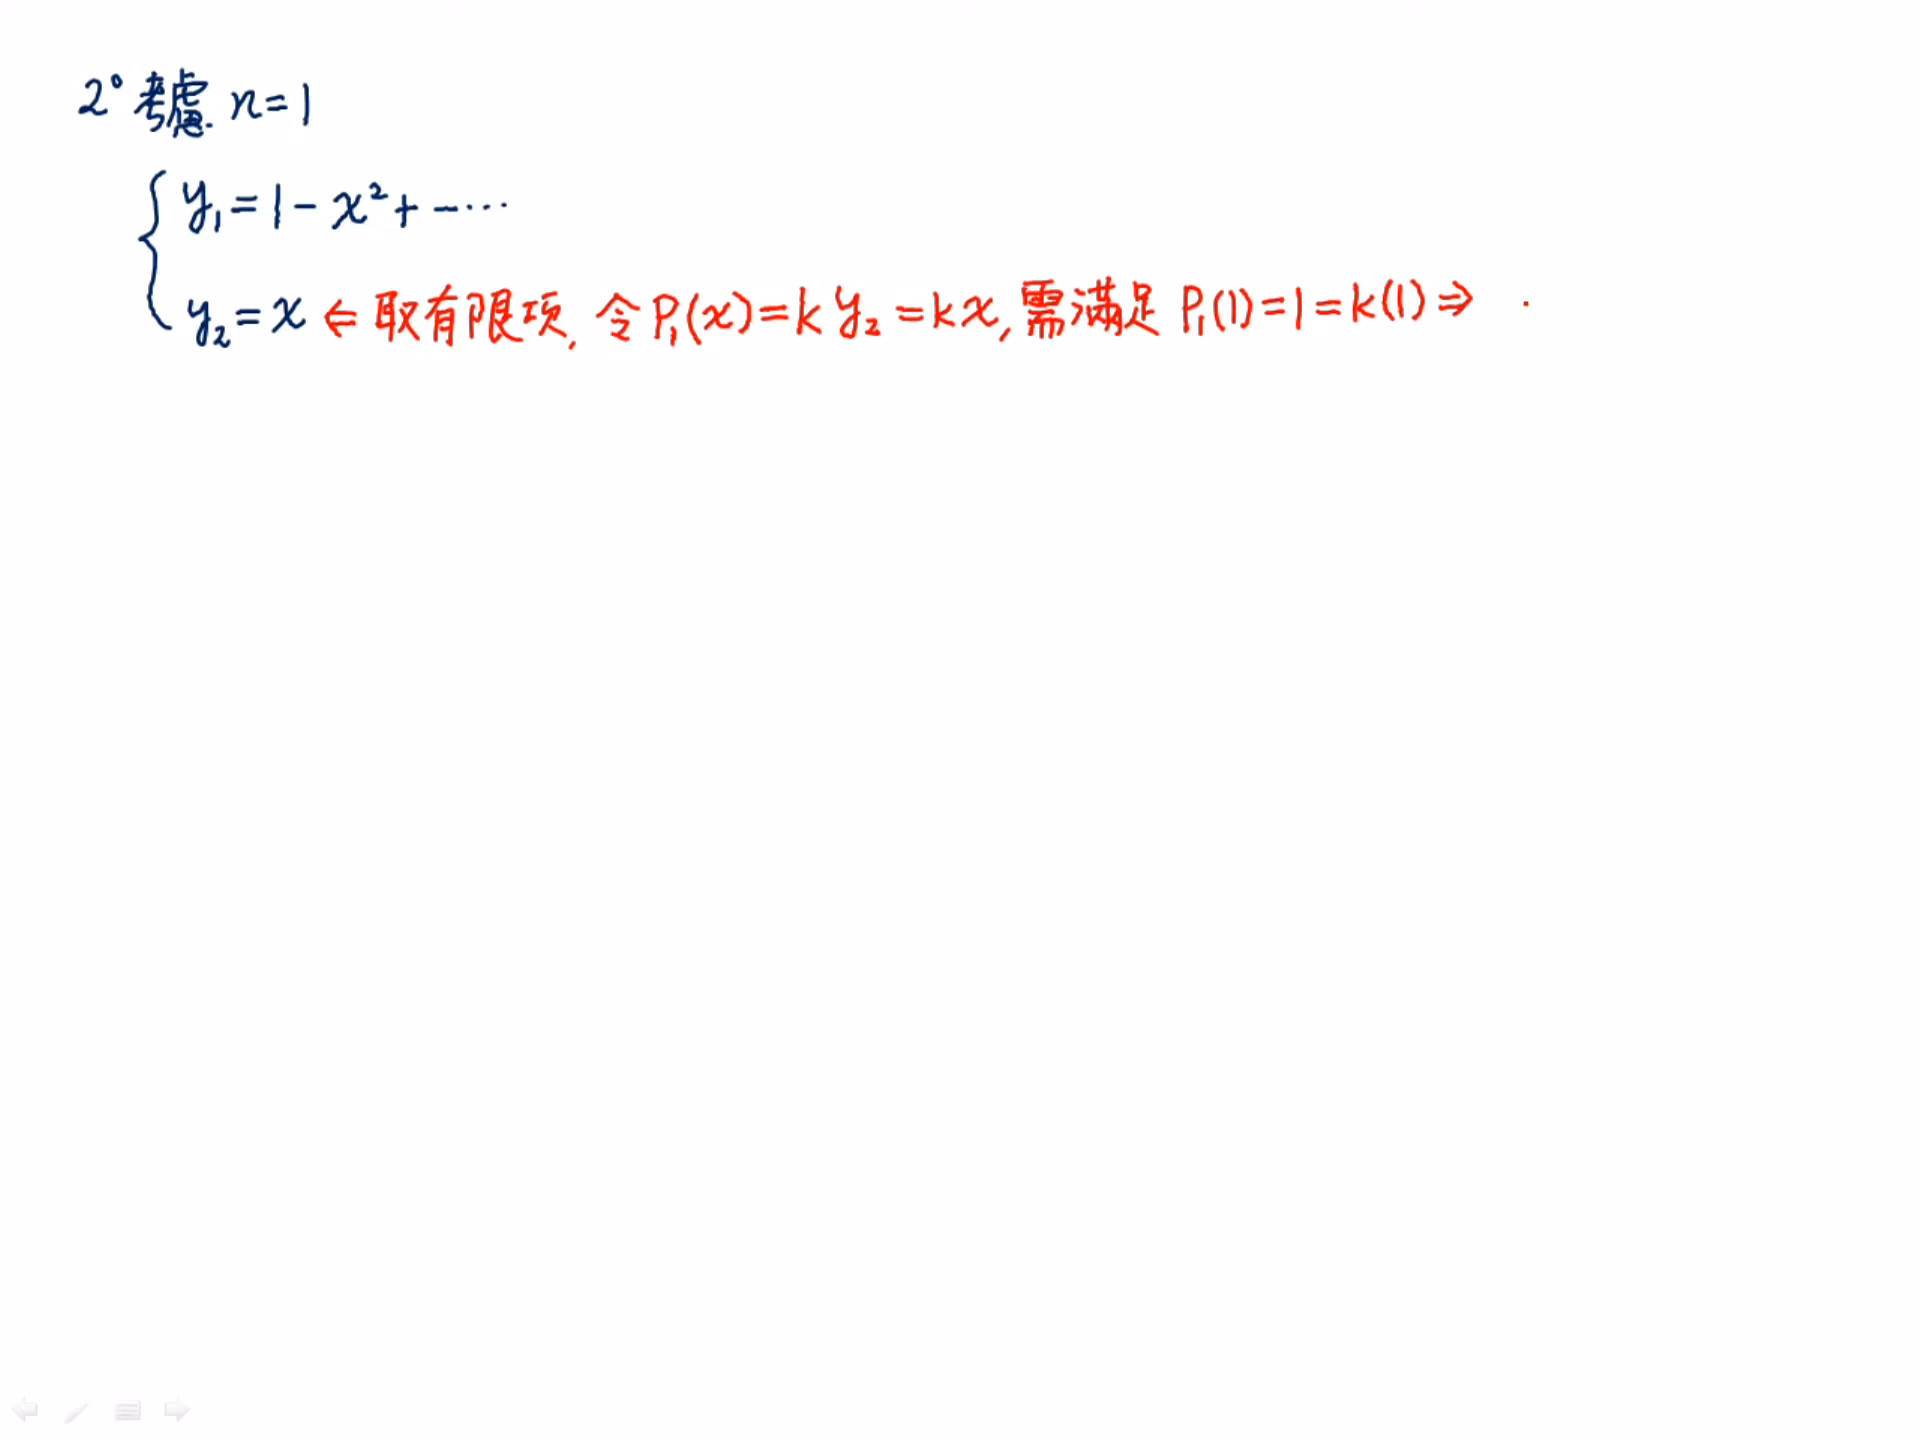 2° 考慮 n=1
y₁ = 1 - x² + -⋯
y₂ = x ⇐ 取有限项, 令 P₁(x) = k y₂ = kx, 需滿足 P₁(1) = 1 = k(1) ⇒